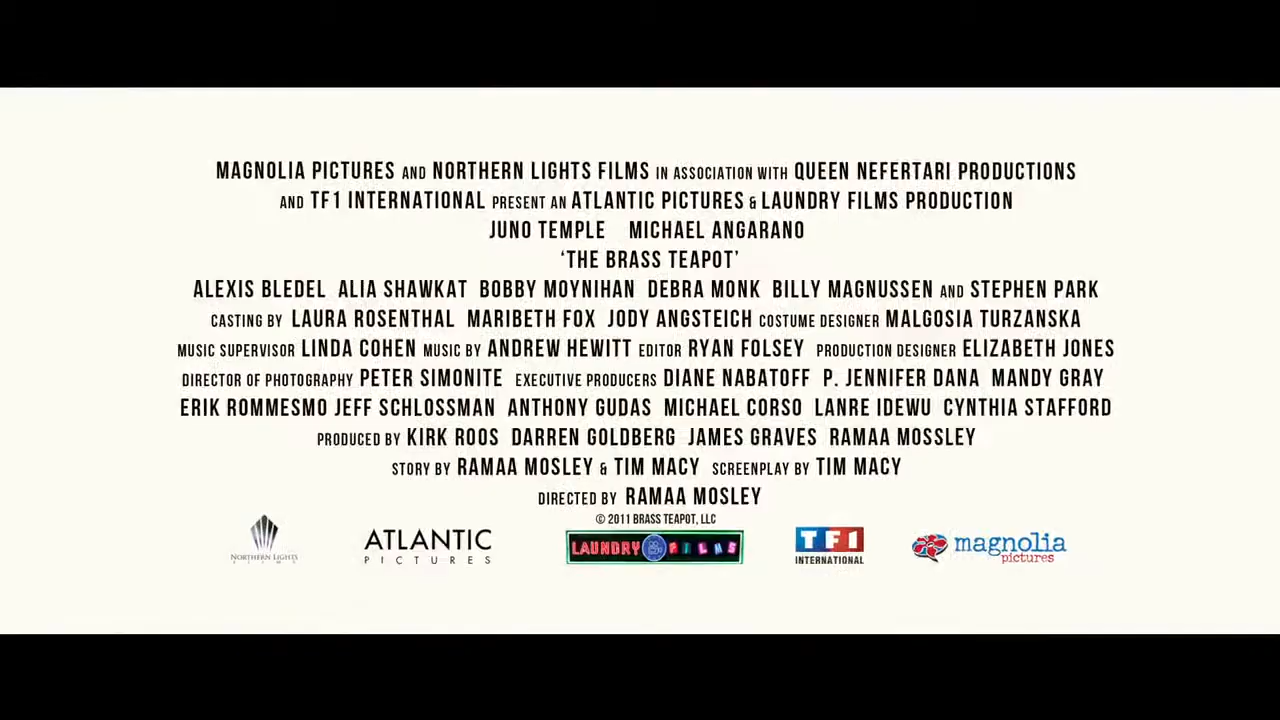 MAGNOLIA PICTURES AND NORTHERN LIGHTS FILMS IN ASSOCIATION WITH QUEEN NEFERTARI PRODUCTIONS
AND TF1 INTERNATIONAL PRESENT AN ATLANTIC PICTURES & LAUNDRY FILMS PRODUCTION
JUNO TEMPLE MICHAEL ANGARANO
‘THE BRASS TEAPOT’
ALEXIS BLEDEL ALIA SHAWKAT BOBBY MOYNIHAN DEBRA MONK BILLY MAGNUSSEN AND STEPHEN PARK
CASTING BY LAURA ROSENTHAL MARIBETH FOX JODY ANGSTEICH COSTUME DESIGNER MALGOSIA TURZANSKA
MUSIC SUPERVISOR LINDA COHEN MUSIC BY ANDREW HEWITT EDITOR RYAN FOLSEY PRODUCTION DESIGNER ELIZABETH JONES
DIRECTOR OF PHOTOGRAPHY PETER SIMONITE EXECUTIVE PRODUCERS DIANE NABATOFF P. JENNIFER DANA MANDY GRAY
ERIK ROMMESMO JEFF SCHLOSSMAN ANTHONY GUDAS MICHAEL CORSO LANRE IDEWU CYNTHIA STAFFORD
PRODUCED BY KIRK ROOS DARREN GOLDBERG JAMES GRAVES RAMAA MOSSLEY
STORY BY RAMAA MOSLEY & TIM MACY SCREENPLAY BY TIM MACY
DIRECTED BY RAMAA MOSLEY
© 2011 BRASS TEAPOT, LLC
NORTHERN LIGHTS
FILMS
ATLANTIC
PICTURES
LAUNDRY FILMS
TF1
INTERNATIONAL
magnolia
pictures